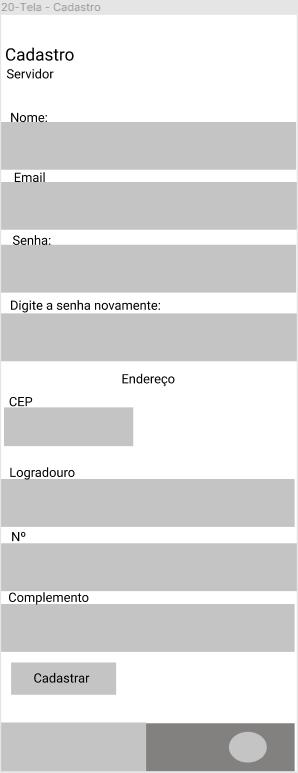 20-Tela - Cadastro
Cadastro
Servidor
Nome:
Email
Senha:
Digite a senha novamente:
Endereço
CEP
Logradouro
Nº
Complemento
Cadastrar